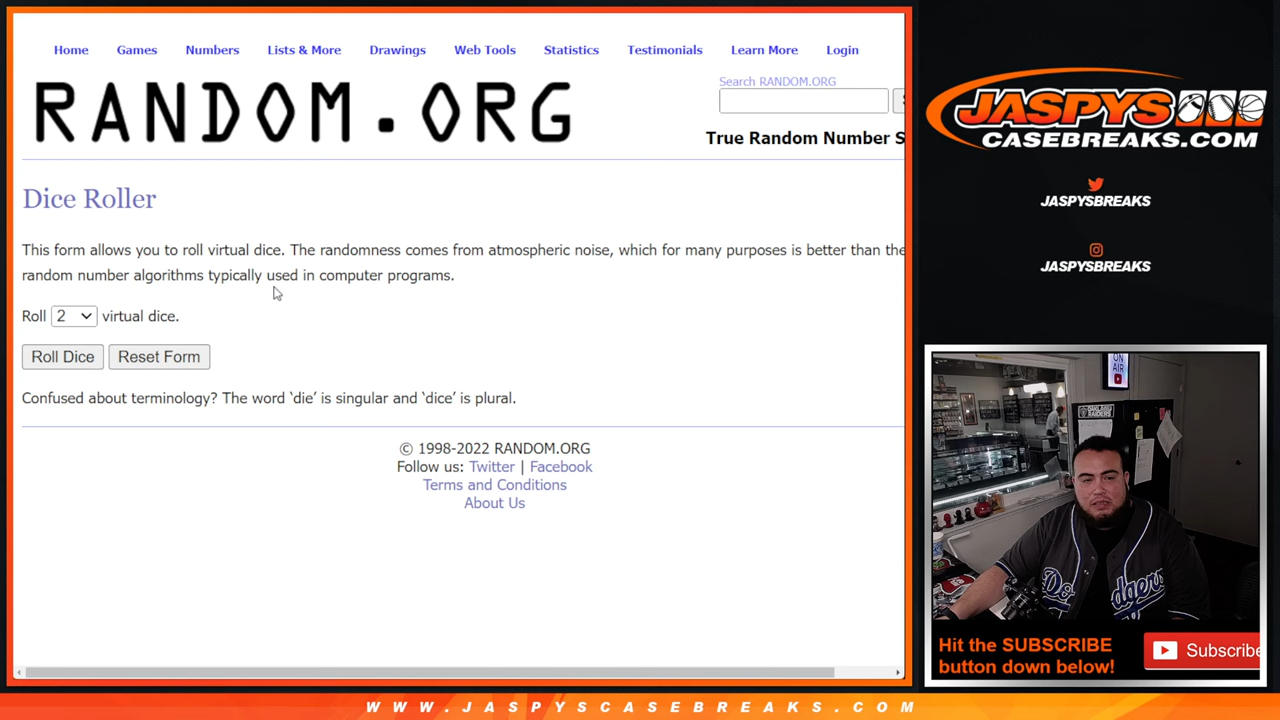 Home Games Numbers Lists & More Drawings Web Tools Statistics Testimonials Learn More Login
RANDOM.ORG
Search RANDOM.ORG
True Random Number S
Dice Roller
This form allows you to roll virtual dice. The randomness comes from atmospheric noise, which for many purposes is better than the
random number algorithms typically used in computer programs.
Roll 2 virtual dice.
Roll Dice Reset Form
Confused about terminology? The word ‘die’ is singular and ‘dice’ is plural.
© 1998-2022 RANDOM.ORG
Follow us: Twitter | Facebook
Terms and Conditions
About Us
JASPYS
CASEBREAKS.COM
JASPYSBREAKS
JASPYSBREAKS
ON
AIR
OAKLAND
RAIDERS
Dodgers
Hit the SUBSCRIBE
button down below!
Subscribe
WWW.JASPYSCASEBREAKS.COM